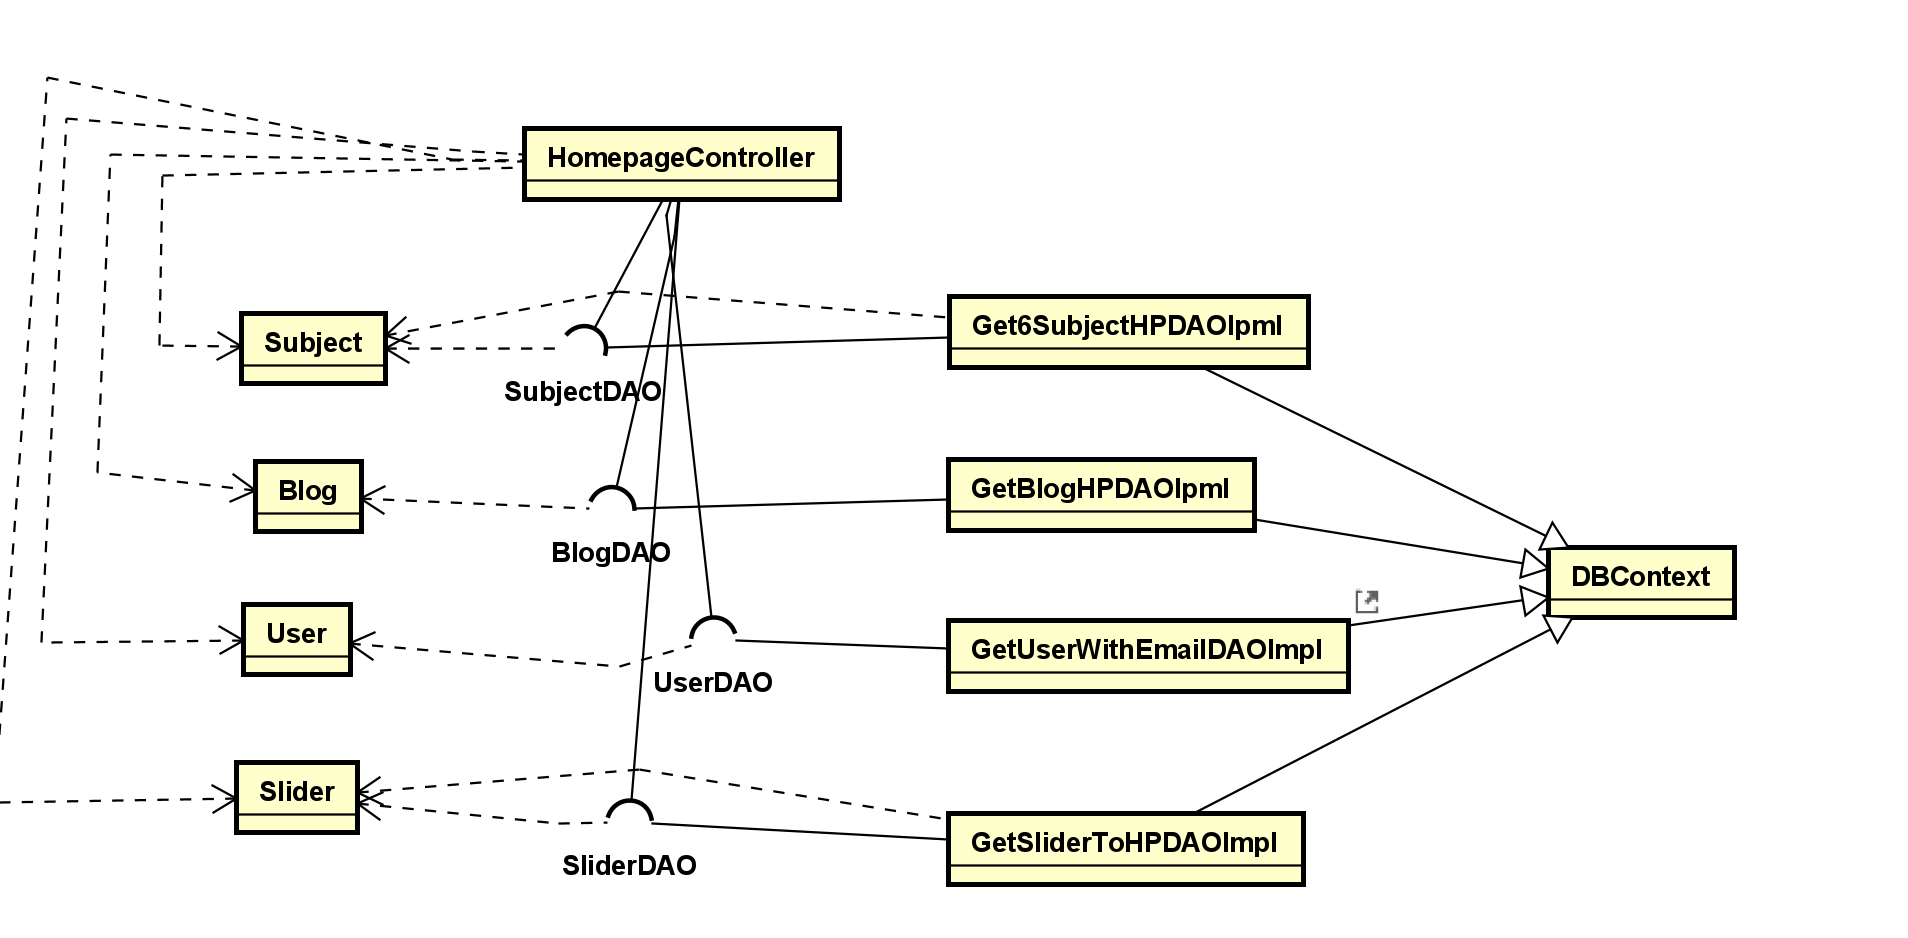 HomepageController
Subject
Get6SubjectHPDAOIpml
SubjectDAO
Blog
GetBlogHPDAOIpml
BlogDAO
DBContext
User
GetUserWithEmailDAOImpl
UserDAO
Slider
GetSliderToHPDAOImpl
SliderDAO